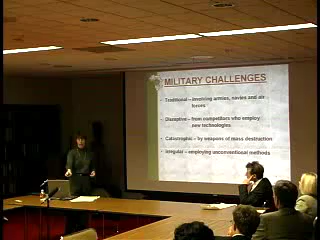 MILITARY CHALLENGES
• Traditional – involving armies, navies and air
forces
• Disruptive – from competitors who employ
new technologies
• Catastrophic – by weapons of mass destruction
• Irregular – employing unconventional methods